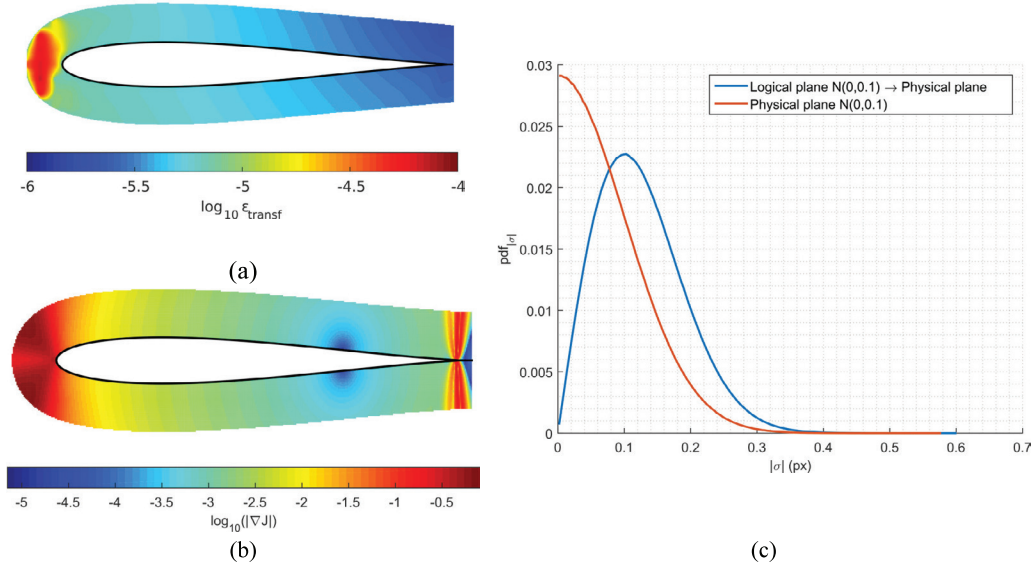 -6 -5.5 -5 -4.5 -4
log10 εtransf
(a)
-5 -4.5 -4 -3.5 -3 -2.5 -2 -1.5 -1 -0.5
log10(|∇J|)
(b)
0.03
0.025
0.02
0.015
0.01
0.005
0
pdf|σ|
Logical plane N(0,0.1) → Physical plane
Physical plane N(0,0.1)
0 0.1 0.2 0.3 0.4 0.5 0.6 0.7
|σ| (px)
(c)